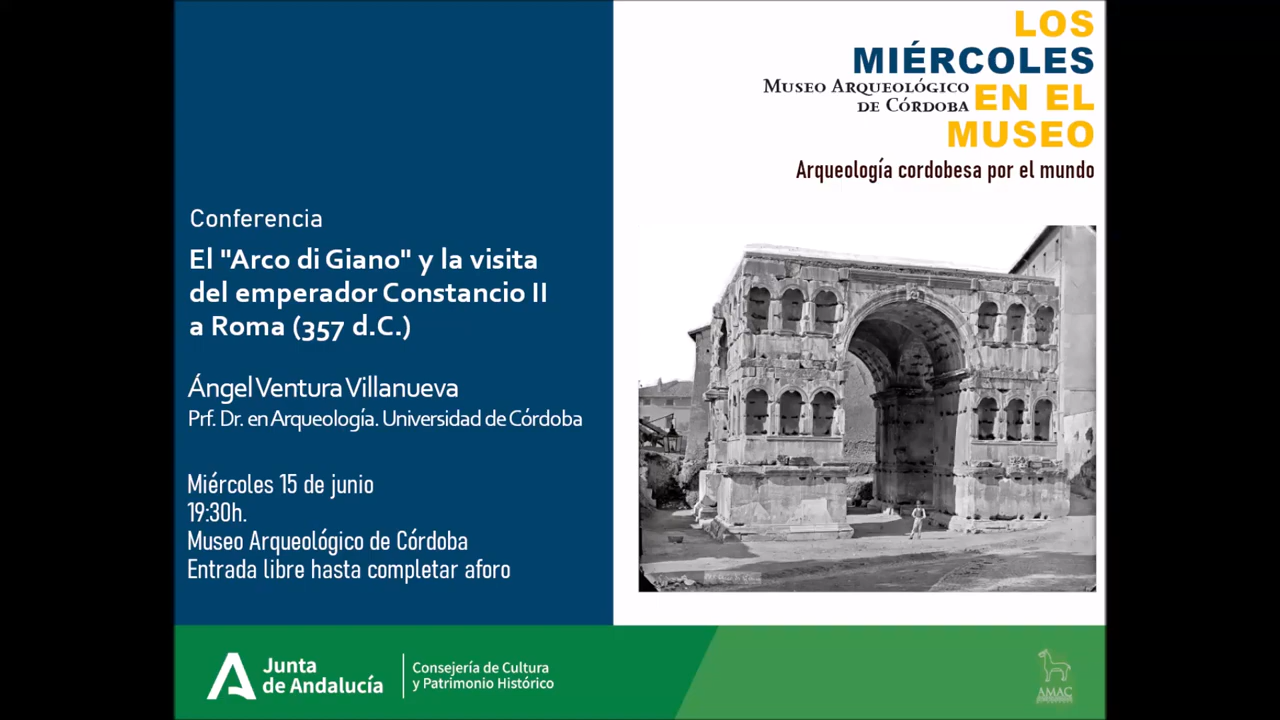 LOS
MIÉRCOLES
MUSEO ARQUEOLÓGICO
DE CÓRDOBA
EN EL
MUSEO
Arqueología cordobesa por el mundo
Conferencia
El "Arco di Giano" y la visita
del emperador Constancio II
a Roma (357 d.C.)
Ángel Ventura Villanueva
Prf. Dr. en Arqueología. Universidad de Córdoba
Miércoles 15 de junio
19:30h.
Museo Arqueológico de Córdoba
Entrada libre hasta completar aforo
Junta
de Andalucía
Consejería de Cultura
y Patrimonio Histórico
AMAC